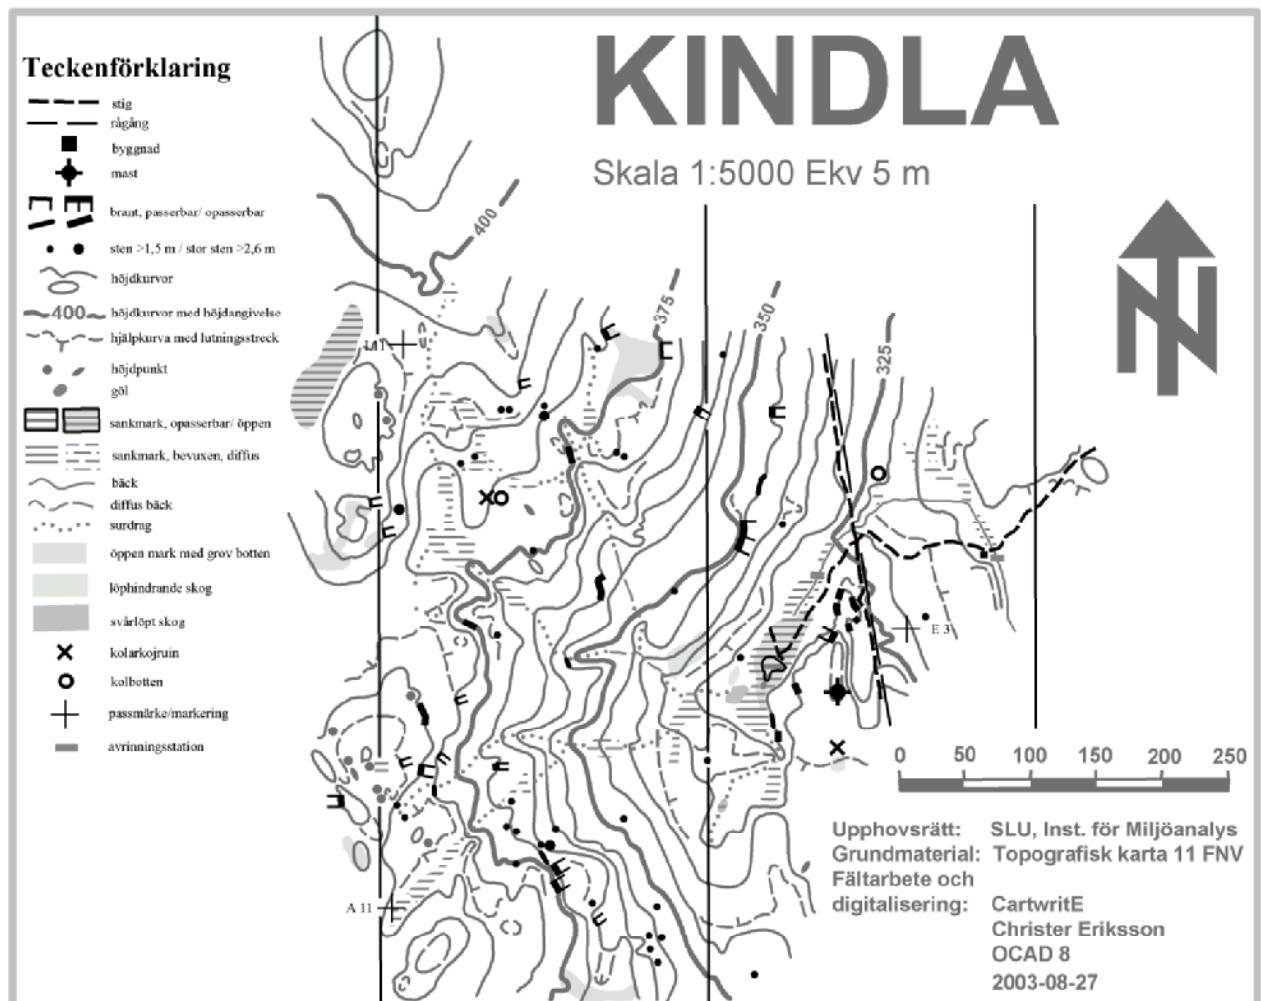 KINDLA
Skala 1:5000 Ekv 5 m
Teckenförklaring
stig
rågång
byggnad
mast
brant, passerbar/ opasserbar
sten >1,5 m / stor sten >2,6 m
höjdkurvor
400
höjdkurvor med höjdangivelse
hjälpkurva med lutningsstreck
höjdpunkt
göl
sankmark, opasserbar/ öppen
sankmark, bevuxen, diffus
bäck
diffus bäck
surdrag
öppen mark med grov botten
löphindrande skog
svårlöpt skog
kolarkojruin
kolbotten
passmärke/markering
avrinningsstation
400
375
350
325
E 3
A 11
0 50 100 150 200 250
Upphovsrätt: SLU, Inst. för Miljöanalys
Grundmaterial: Topografisk karta 11 FNV
Fältarbete och
digitalisering: CartwritE
Christer Eriksson
OCAD 8
2003-08-27